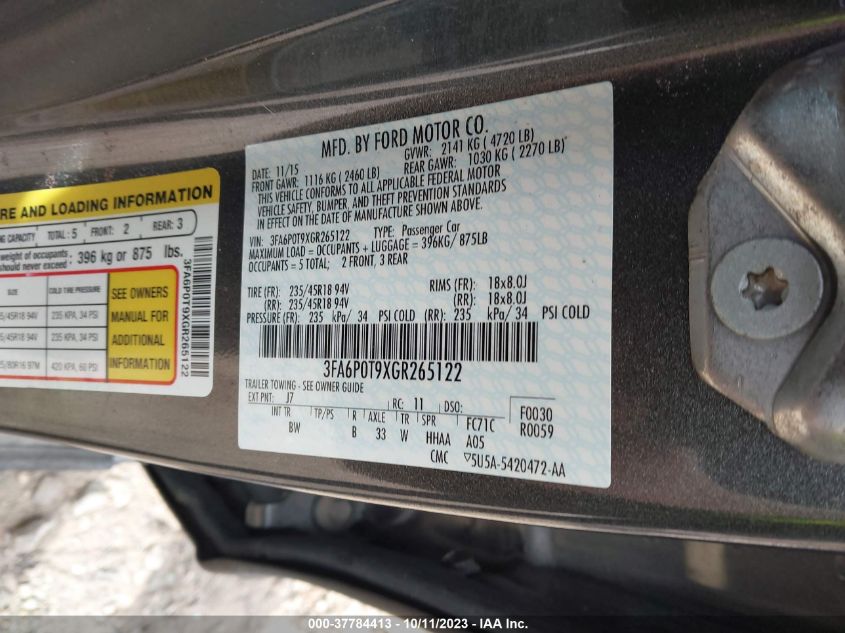 RE AND LOADING INFORMATION
NG CAPACITY TOTAL: 5 FRONT: 2 REAR: 3
weight of occupants
should never exceed: 396 kg or 875 lbs.
SIZE COLD TIRE PRESSURE
5/45R18 94V 235 KPA, 34 PSI
5/45R18 94V 235 KPA, 34 PSI
25/80R16 97M 420 KPA, 60 PSI
SEE OWNERS
MANUAL FOR
ADDITIONAL
INFORMATION
3FA6P0T9XGR265122
MFD. BY FORD MOTOR CO.
DATE: 11/15 GVWR: 2141 KG ( 4720 LB)
FRONT GAWR: 1116 KG ( 2460 LB) REAR GAWR: 1030 KG ( 2270 LB)
THIS VEHICLE CONFORMS TO ALL APPLICABLE FEDERAL MOTOR
VEHICLE SAFETY, BUMPER, AND THEFT PREVENTION STANDARDS
IN EFFECT ON THE DATE OF MANUFACTURE SHOWN ABOVE.
VIN: 3FA6P0T9XGR265122 TYPE: Passenger Car
MAXIMUM LOAD = OCCUPANTS + LUGGAGE = 396KG/ 875LB
OCCUPANTS = 5 TOTAL; 2 FRONT, 3 REAR
TIRE (FR): 235/45R18 94V RIMS (FR): 18x8.0J
(RR): 235/45R18 94V (RR): 18x8.0J
PRESSURE (FR): 235 kPa/ 34 PSI COLD (RR): 235 kPa/ 34 PSI COLD
3FA6P0T9XGR265122
TRAILER TOWING - SEE OWNER GUIDE
EXT PNT: J7 RC: 11 DSO: F0030
INT TR TP/PS R AXLE TR SPR FC71C R0059
BW B 33 W HHAA A05
CMC ▽5U5A-5420472-AA
000-37784413 - 10/11/2023 - © IAA Inc.